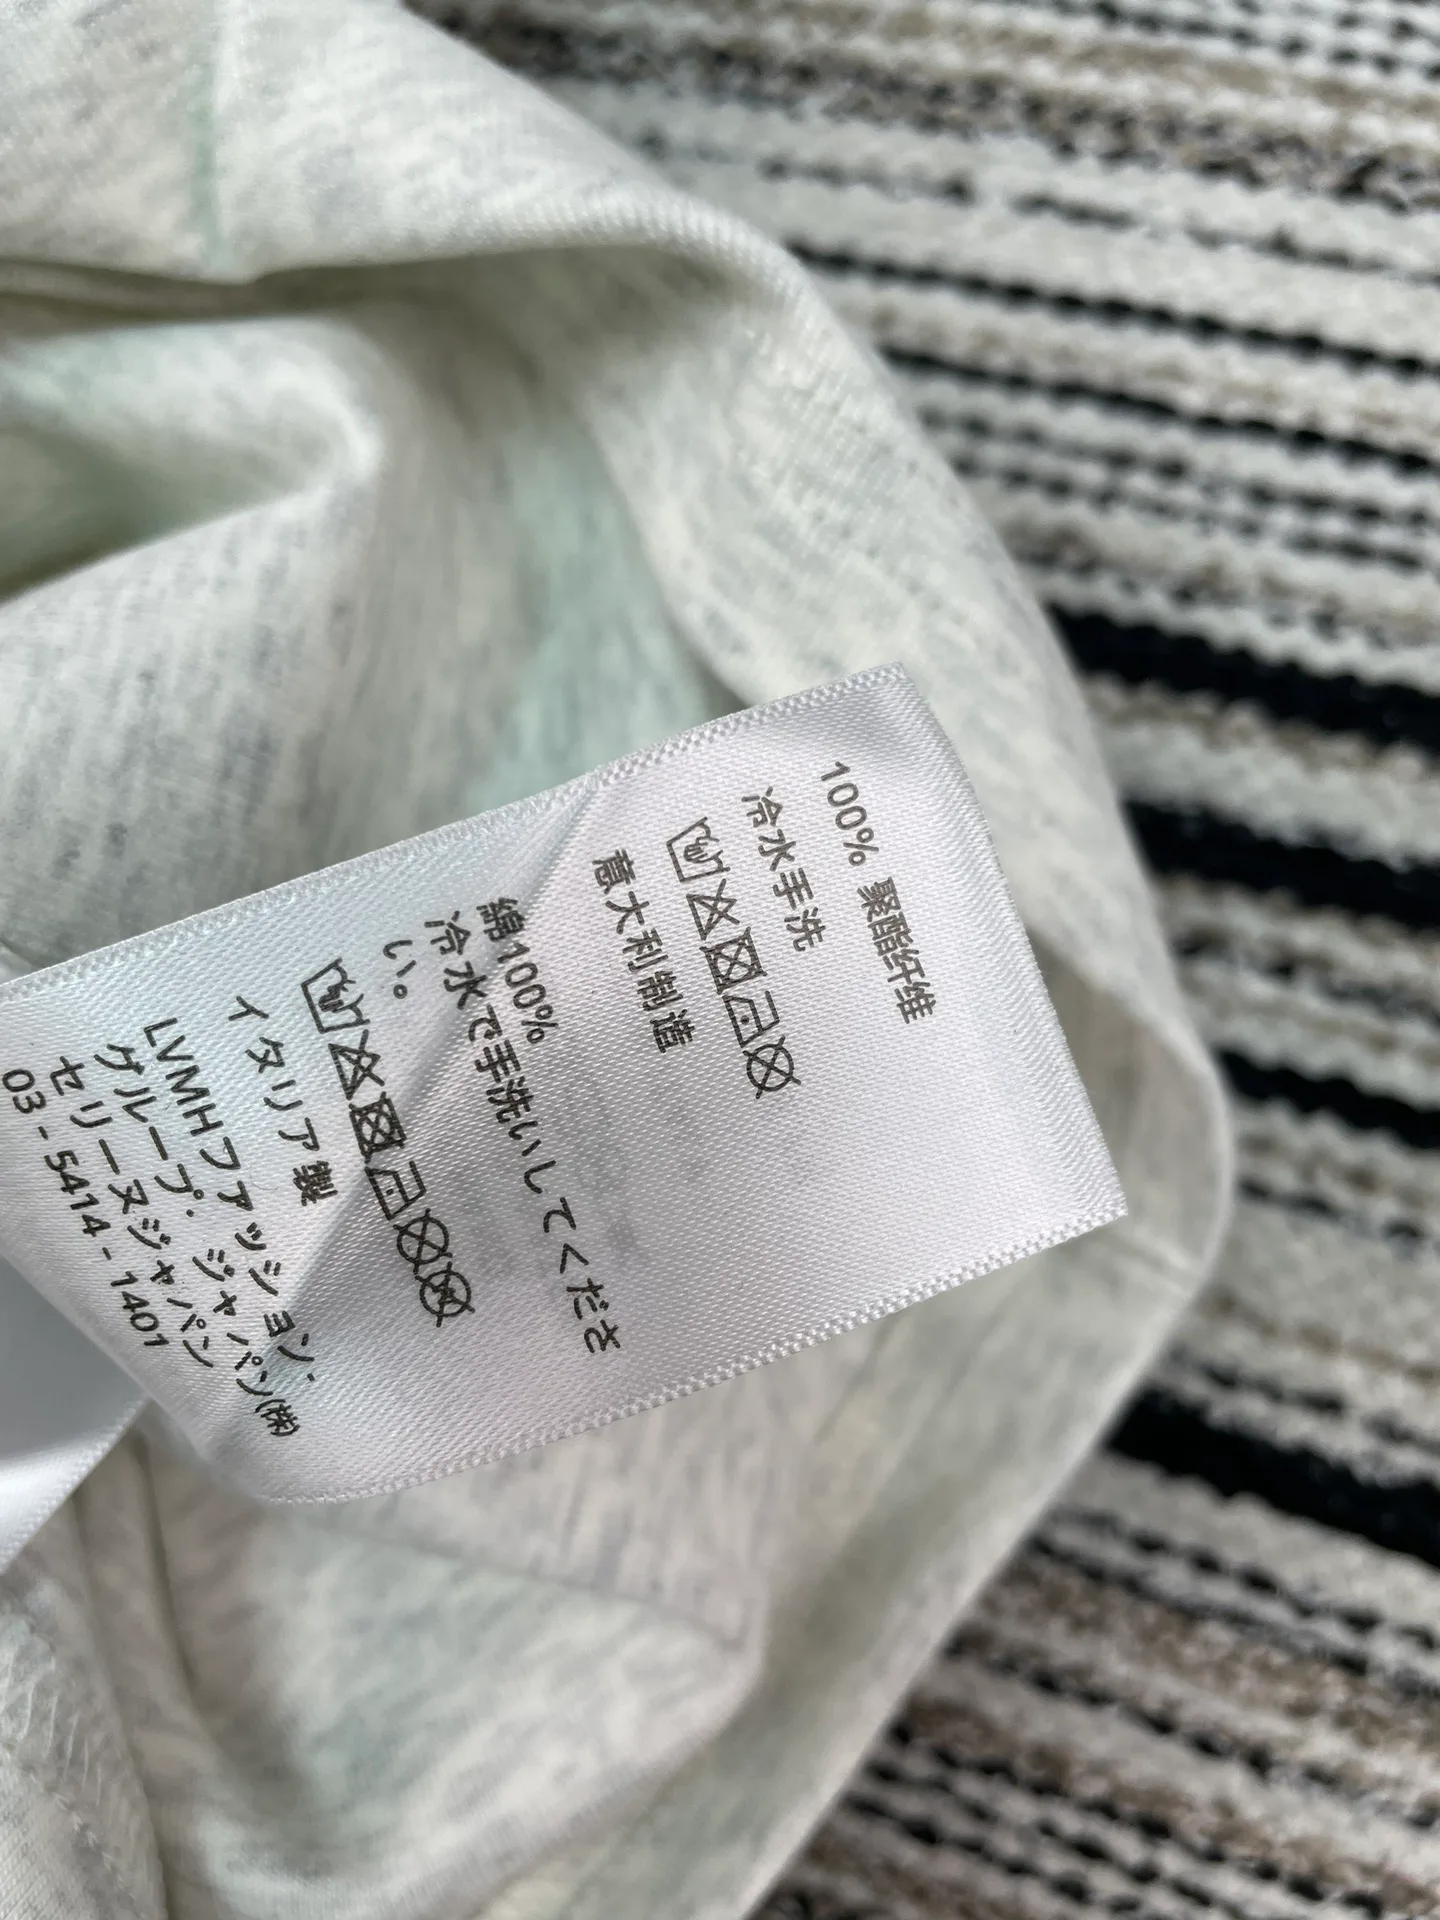 100% 聚酯纤维
冷水手洗
意大利制造
綿100%
冷水で手洗いしてくださ
い。
イタリア製
LVMHファッション・
グループ・ジャパン(株)
セリーヌジャパン
03-5414-1401